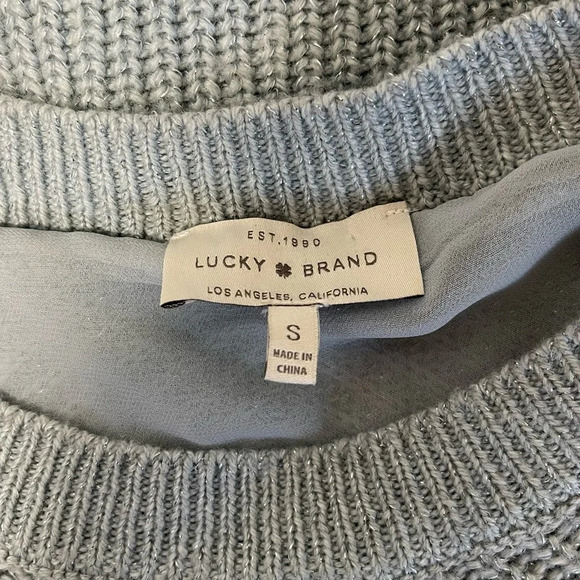 EST. 1990
LUCKY BRAND
LOS ANGELES, CALIFORNIA
S
MADE IN
CHINA